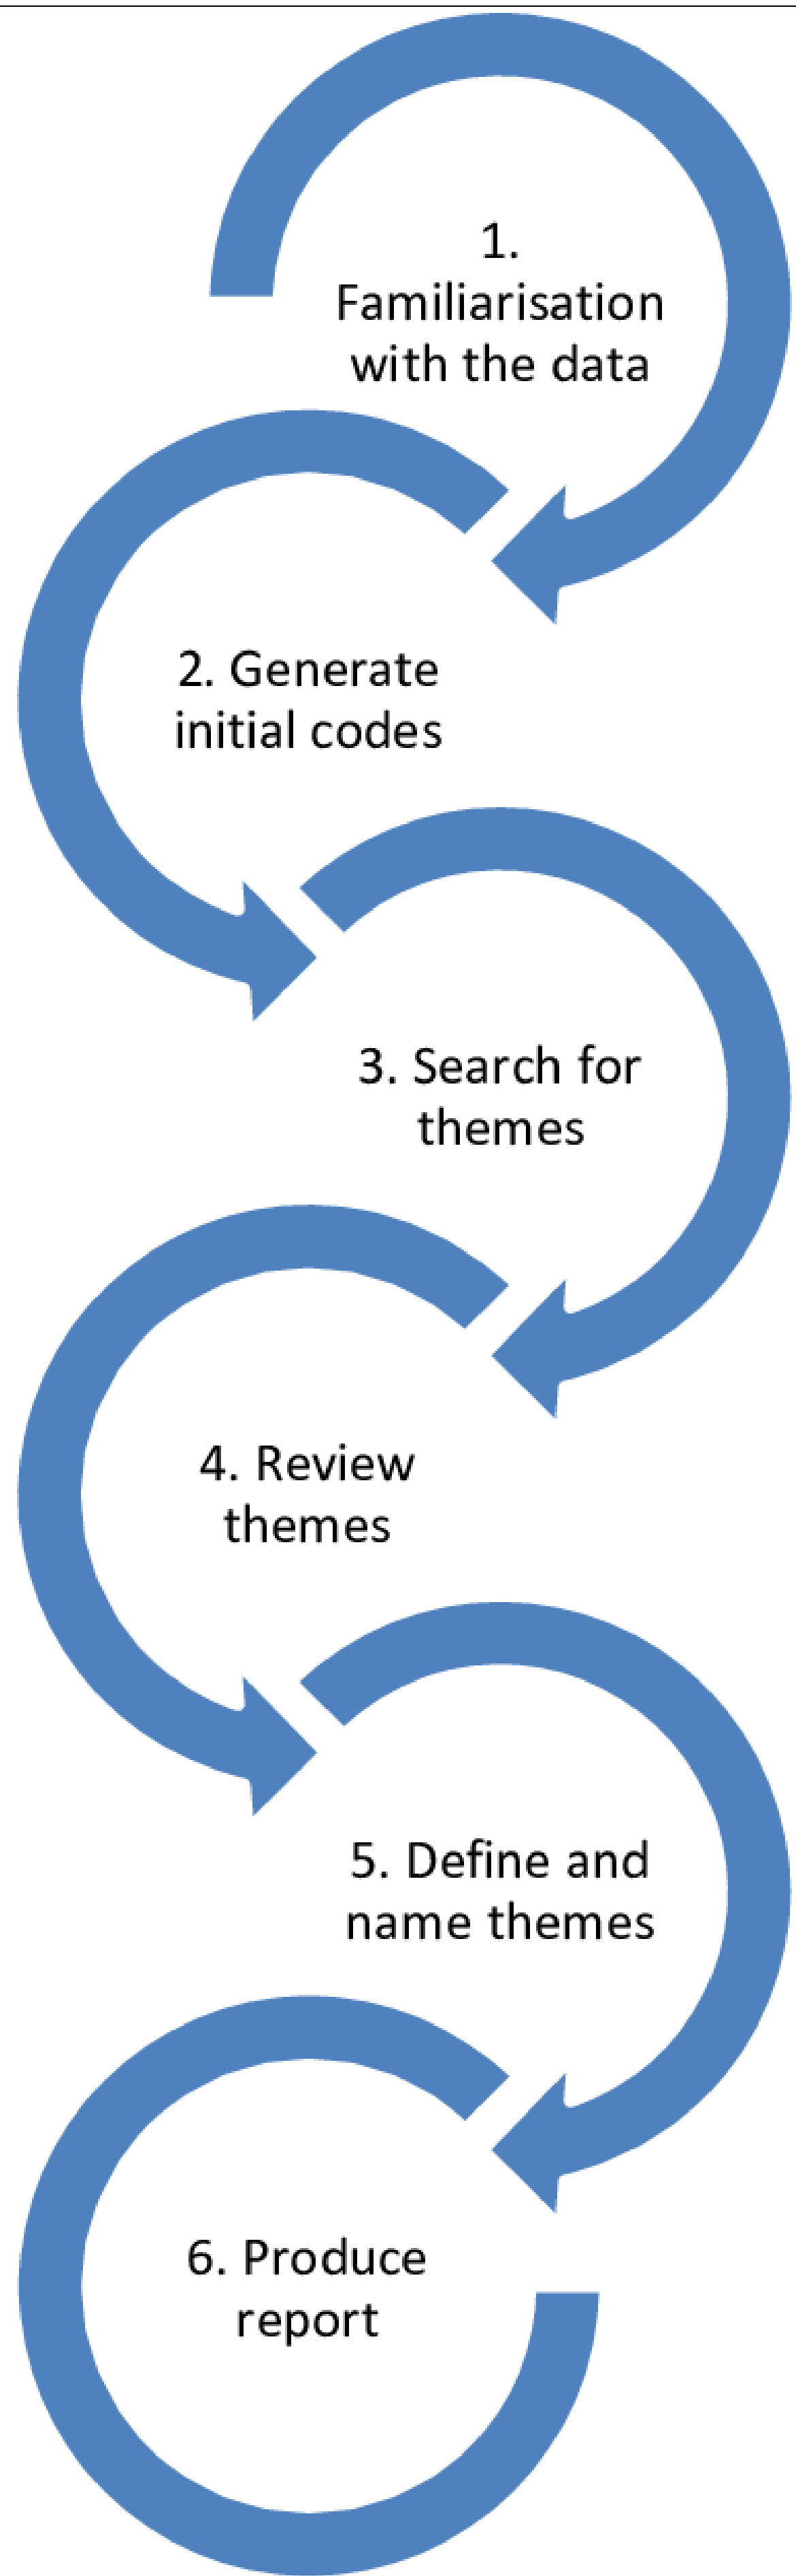 1.
Familiarisation
with the data
2. Generate
initial codes
3. Search for
themes
4. Review
themes
5. Define and
name themes
6. Produce
report